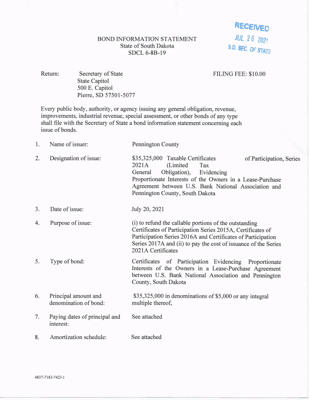 RECEIVED
JUL 26 2021
S.D. SEC. OF STATE
BOND INFORMATION STATEMENT
State of South Dakota
SDCL 6-8B-19
Return: Secretary of State FILING FEE: $10.00
State Capitol
500 E. Capitol
Pierre, SD 57501-5077
Every public body, authority, or agency issuing any general obligation, revenue,
improvements, industrial revenue, special assessment, or other bonds of any type
shall file with the Secretary of State a bond information statement concerning each
issue of bonds.
1. Name of issuer: Pennington County
2. Designation of issue: $35,325,000 Taxable Certificates of Participation, Series
2021A (Limited Tax
General Obligation), Evidencing
Proportionate Interests of the Owners in a Lease-Purchase
Agreement between U.S. Bank National Association and
Pennington County, South Dakota
3. Date of issue: July 20, 2021
4. Purpose of issue: (i) to refund the callable portions of the outstanding
Certificates of Participation Series 2015A, Certificates of
Participation Series 2016A and Certificates of Participation
Series 2017A and (ii) to pay the cost of issuance of the Series
2021A Certificates
5. Type of bond: Certificates of Participation Evidencing Proportionate
Interests of the Owners in a Lease-Purchase Agreement
between U.S. Bank National Association and Pennington
County, South Dakota
6. Principal amount and $35,325,000 in denominations of $5,000 or any integral
denomination of bond: multiple thereof,
7. Paying dates of principal and See attached
interest:
8. Amortization schedule: See attached